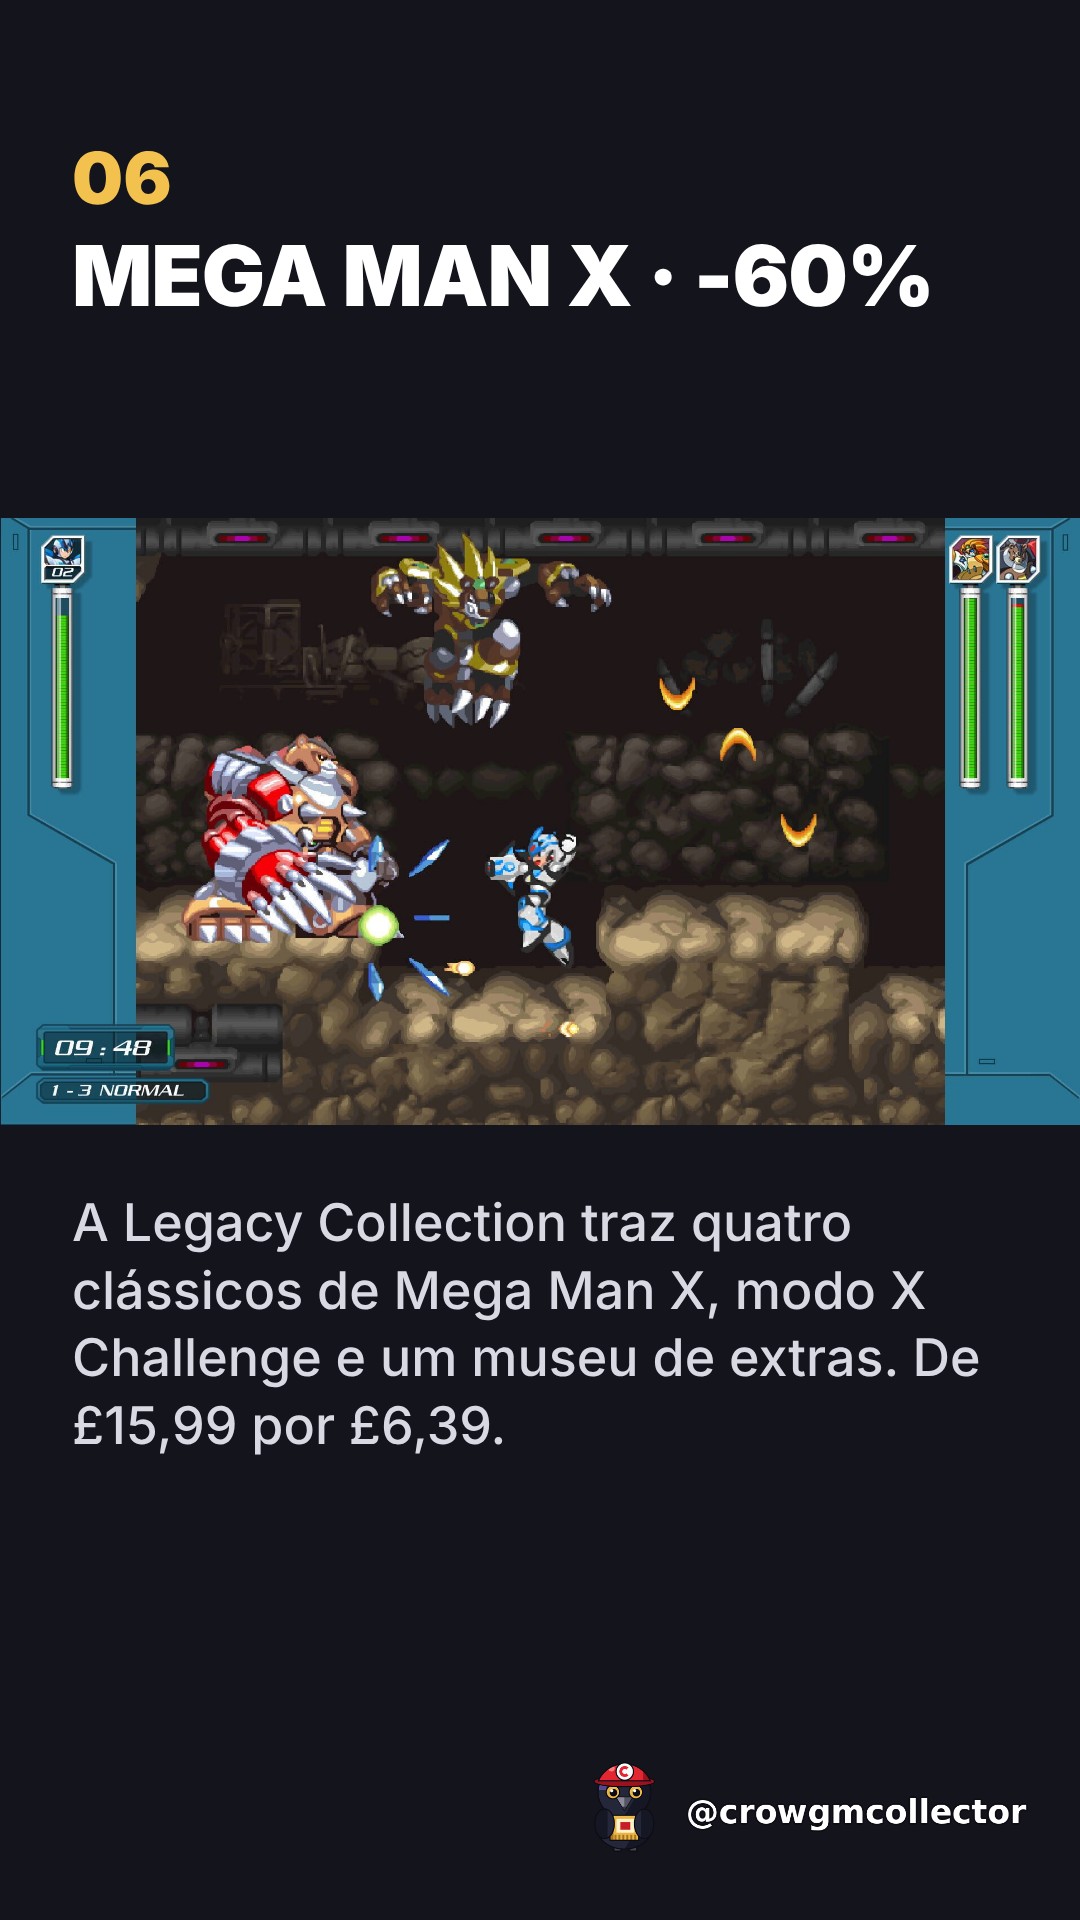 06
MEGA MAN X · -60%
02
09:48
1-3 NORMAL
A Legacy Collection traz quatro
clássicos de Mega Man X, modo X
Challenge e um museu de extras. De
£15,99 por £6,39.
C
@crowgmcollector